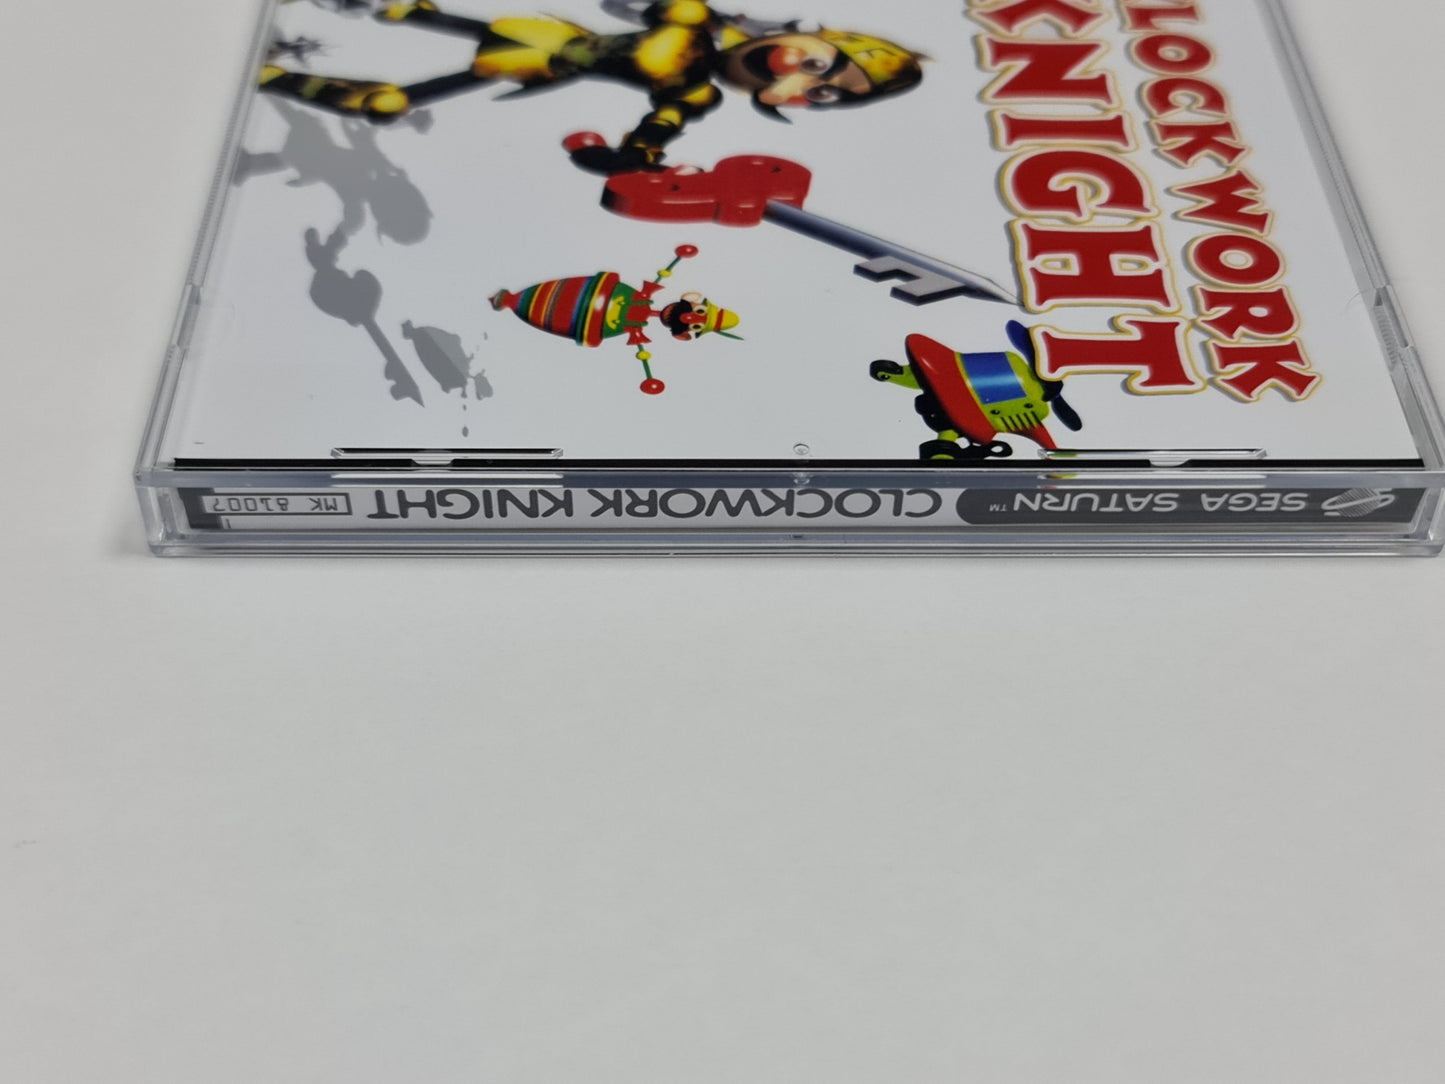 CLOCKWORK
KNIGHT
SEGA SATURN™ CLOCKWORK KNIGHT MK 81007